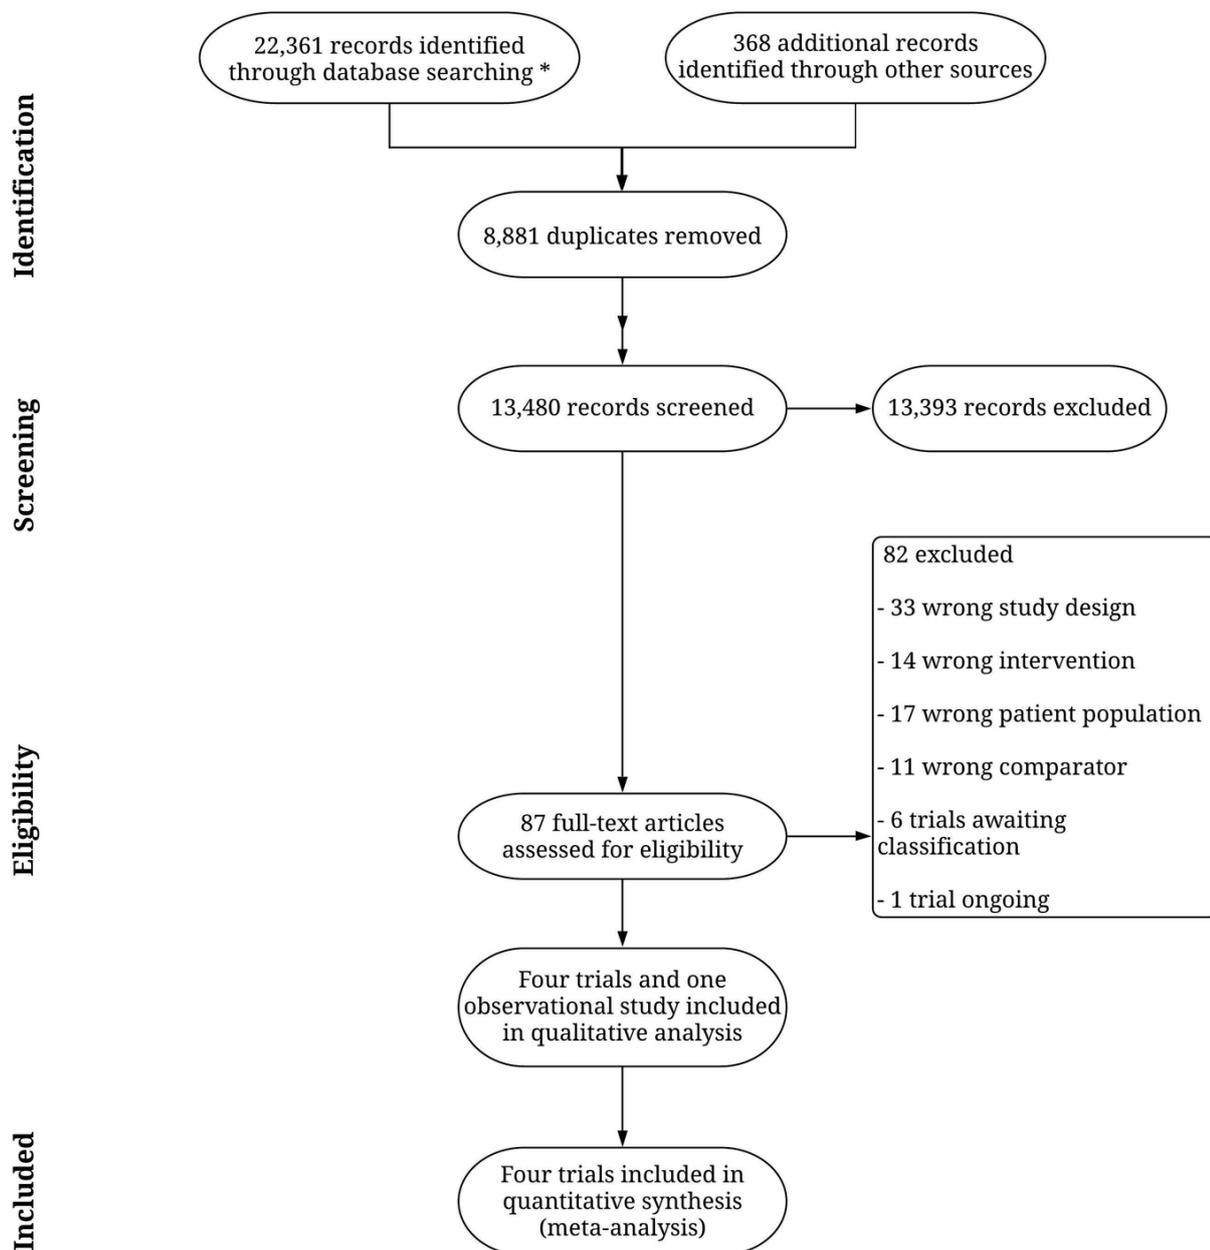 22,361 records identified
through database searching *
368 additional records
identified through other sources
Identification
8,881 duplicates removed
Screening
13,480 records screened
13,393 records excluded
82 excluded
- 33 wrong study design
- 14 wrong intervention
- 17 wrong patient population
- 11 wrong comparator
- 6 trials awaiting
classification
- 1 trial ongoing
Eligibility
87 full-text articles
assessed for eligibility
Four trials and one
observational study included
in qualitative analysis
Included
Four trials included in
quantitative synthesis
(meta-analysis)